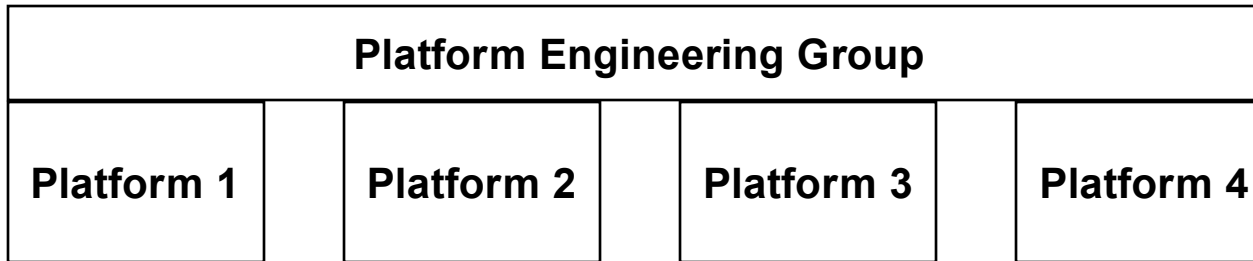 Platform Engineering Group
Platform 1
Platform 2
Platform 3
Platform 4